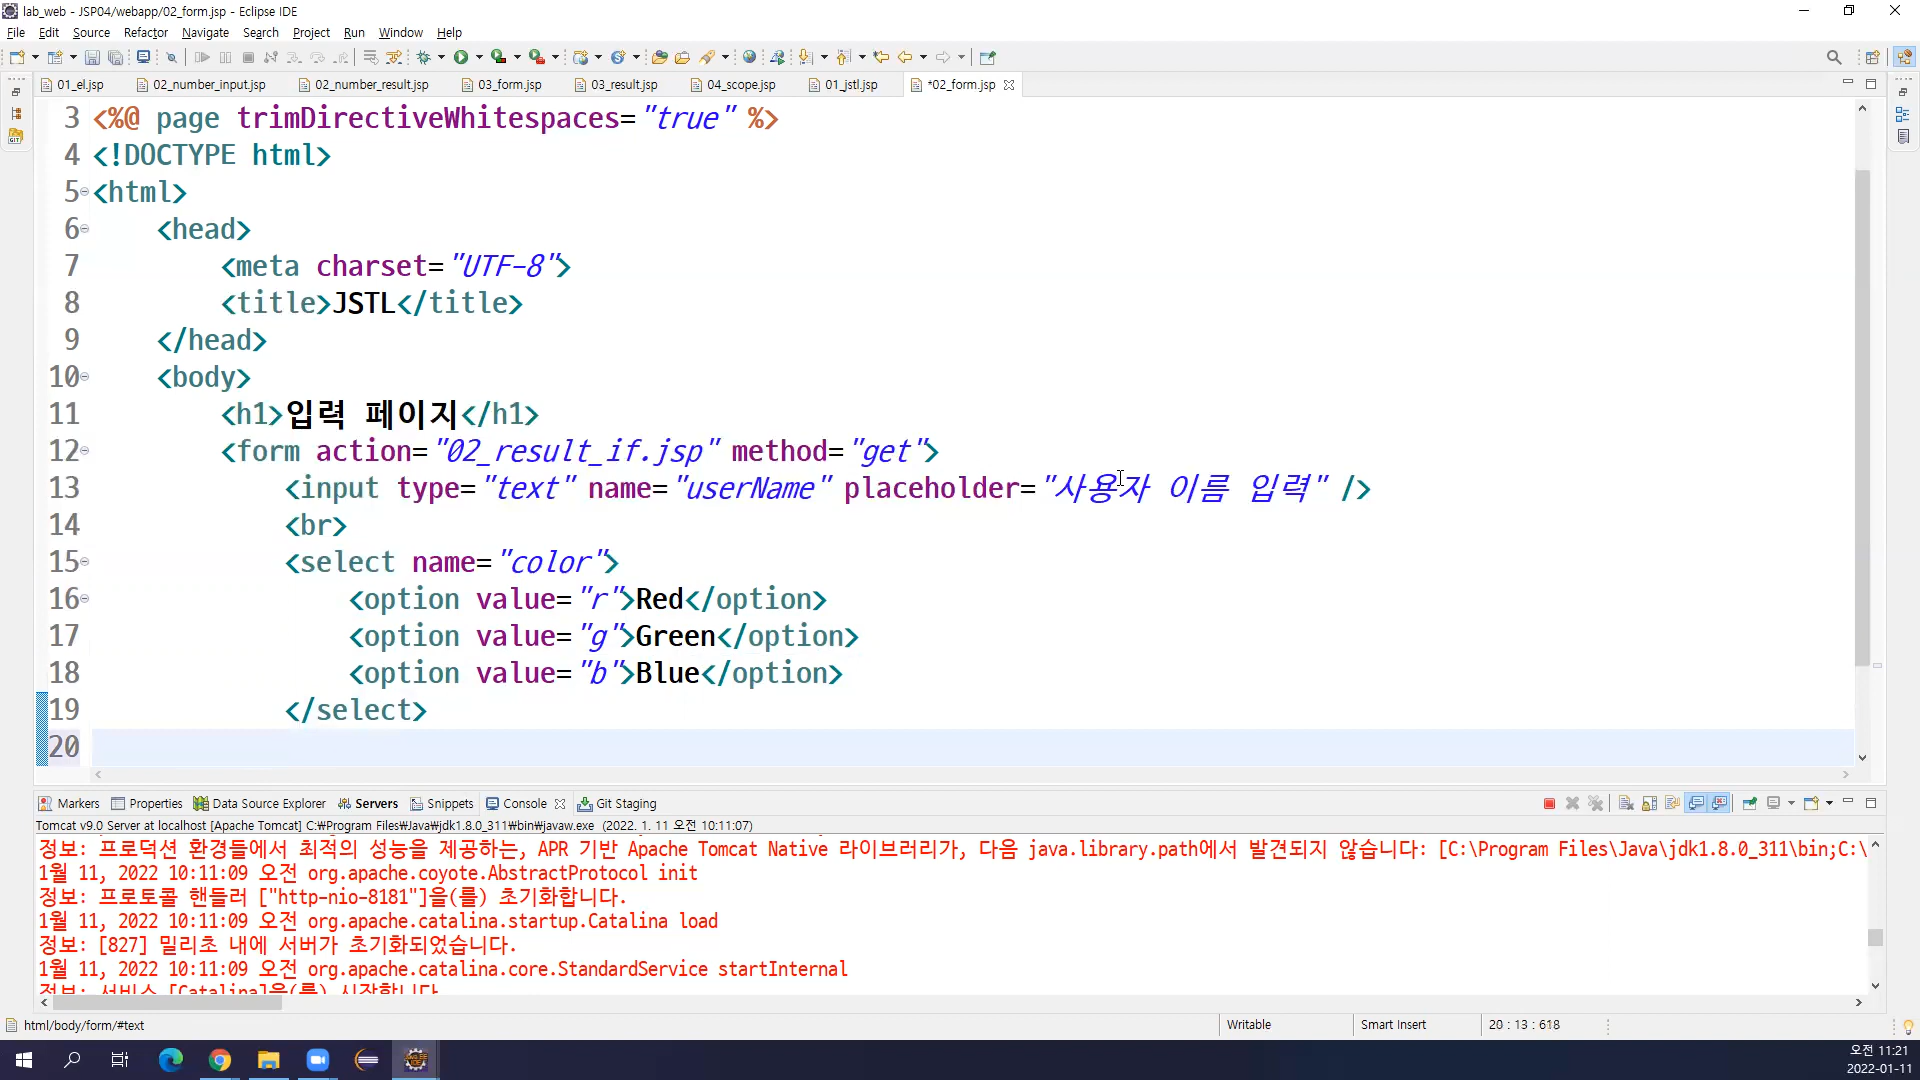 lab_web - JSP04/webapp/02_form.jsp - Eclipse IDE
File Edit Source Refactor Navigate Search Project Run Window Help
01_el.jsp 02_number_input.jsp 02_number_result.jsp 03_form.jsp 03_result.jsp 04_scope.jsp 01_jstl.jsp *02_form.jsp
3 <%@ page trimDirectiveWhitespaces="true" %>
4 <!DOCTYPE html>
5 <html>
6 <head>
7 <meta charset="UTF-8">
8 <title>JSTL</title>
9 </head>
10 <body>
11 <h1>입력 페이지</h1>
12 <form action="02_result_if.jsp" method="get">
13 <input type="text" name="userName" placeholder="사용자 이름 입력" />
14 <br>
15 <select name="color">
16 <option value="r">Red</option>
17 <option value="g">Green</option>
18 <option value="b">Blue</option>
19 </select>
20
Markers Properties Data Source Explorer Servers Snippets Console Git Staging
Tomcat v9.0 Server at localhost [Apache Tomcat] C:₩Program Files₩Java₩jdk1.8.0_311₩bin₩javaw.exe (2022. 1. 11 오전 10:11:07)
정보: 프로덕션 환경들에서 최적의 성능을 제공하는, APR 기반 Apache Tomcat Native 라이브러리가, 다음 java.library.path에서 발견되지 않습니다: [C:\Program Files\Java\jdk1.8.0_311\bin;C:\
1월 11, 2022 10:11:09 오전 org.apache.coyote.AbstractProtocol init
정보: 프로토콜 핸들러 ["http-nio-8181"]을(를) 초기화합니다.
1월 11, 2022 10:11:09 오전 org.apache.catalina.startup.Catalina load
정보: [827] 밀리초 내에 서버가 초기화되었습니다.
1월 11, 2022 10:11:09 오전 org.apache.catalina.core.StandardService startInternal
정보: 서비스 [Catalina]을(를) 시작합니다
html/body/form/#text Writable Smart Insert 20 : 13 : 618
오전 11:21
2022-01-11